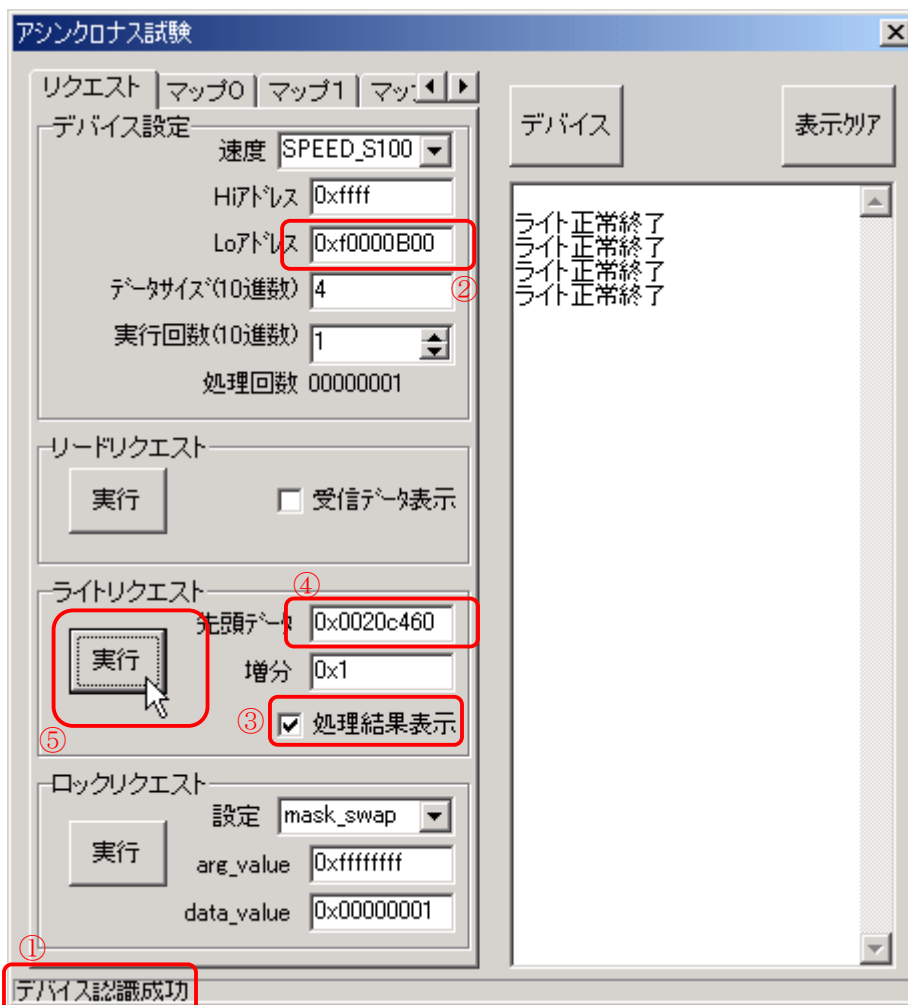 アシンクロナス試験
リクエスト マップ0 マップ1 マッ
デバイス設定
速度 SPEED_S100
Hiアドレス 0xffff
Loアドレス 0xf0000B00
②
データサイズ(10進数) 4
実行回数(10進数) 1
処理回数 00000001
リードリクエスト
実行 受信データ表示
ライトリクエスト
④
先頭データ 0x0020c460
実行
増分 0x1
③ 処理結果表示
⑤
ロックリクエスト
設定 mask_swap
実行
arg_value 0xffffffff
data_value 0x00000001
①
デバイス認識成功
デバイス 表示クリア
ライト正常終了
ライト正常終了
ライト正常終了
ライト正常終了